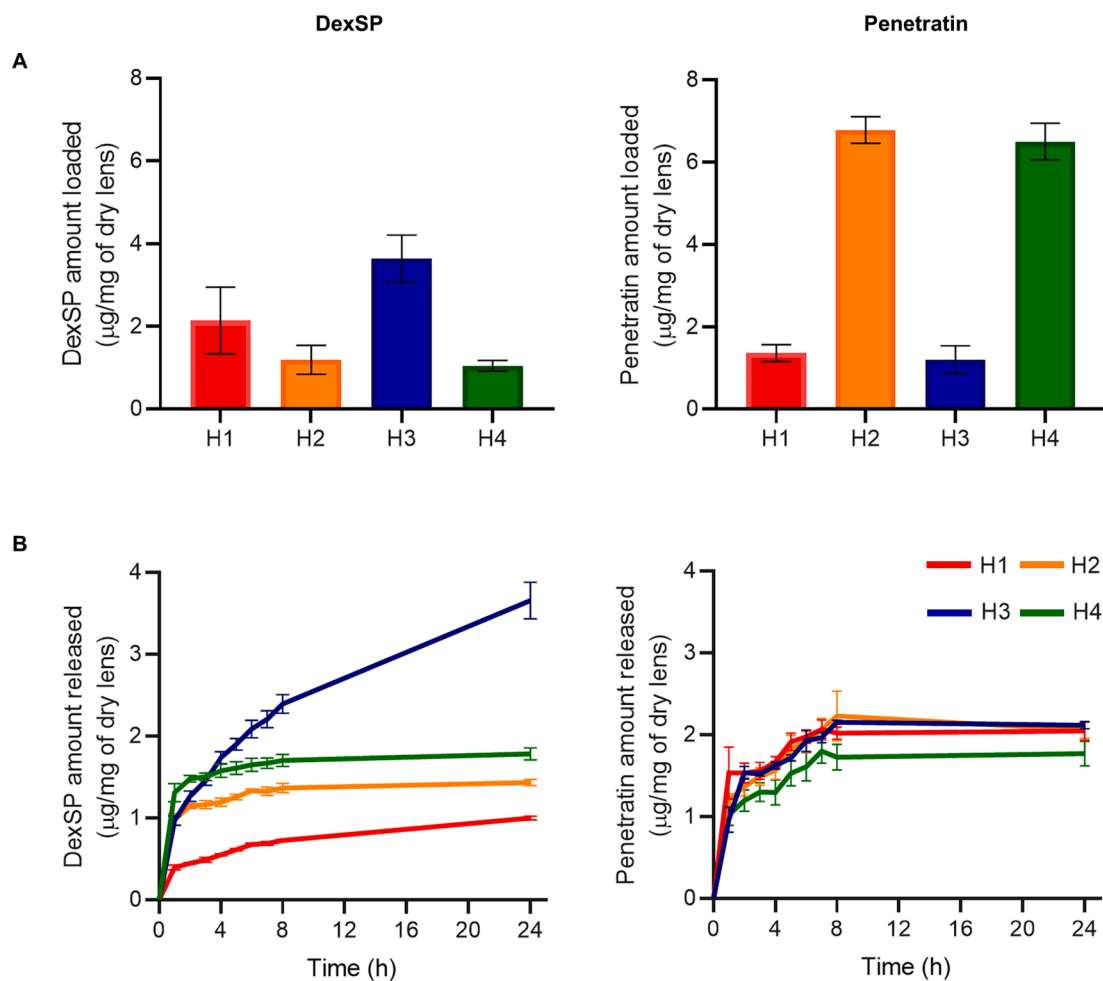 DexSP
Penetratin
A
DexSP amount loaded
(μg/mg of dry lens)
8
6
4
2
0
H1 H2 H3 H4
Penetratin amount loaded
(μg/mg of dry lens)
8
6
4
2
0
H1 H2 H3 H4
B
DexSP amount released
(μg/mg of dry lens)
4
3
2
1
0
0 4 8 12 16 20 24
Time (h)
Penetratin amount released
(μg/mg of dry lens)
4
3
2
1
0
0 4 8 12 16 20 24
Time (h)
H1 H2
H3 H4